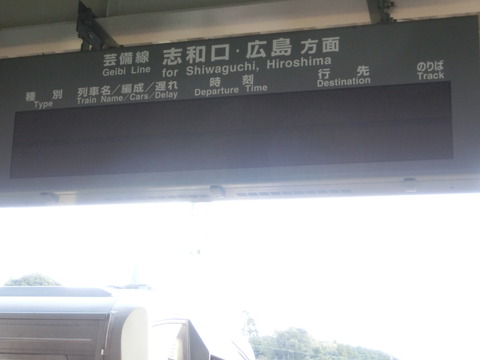 芸備線 志和口・広島 方面
Geibi Line for Shiwaguchi, Hiroshima
種別 列車名／編成／遅れ 時刻 行先 のりば
Type Train Name/Cars/Delay Departure Time Destination Track